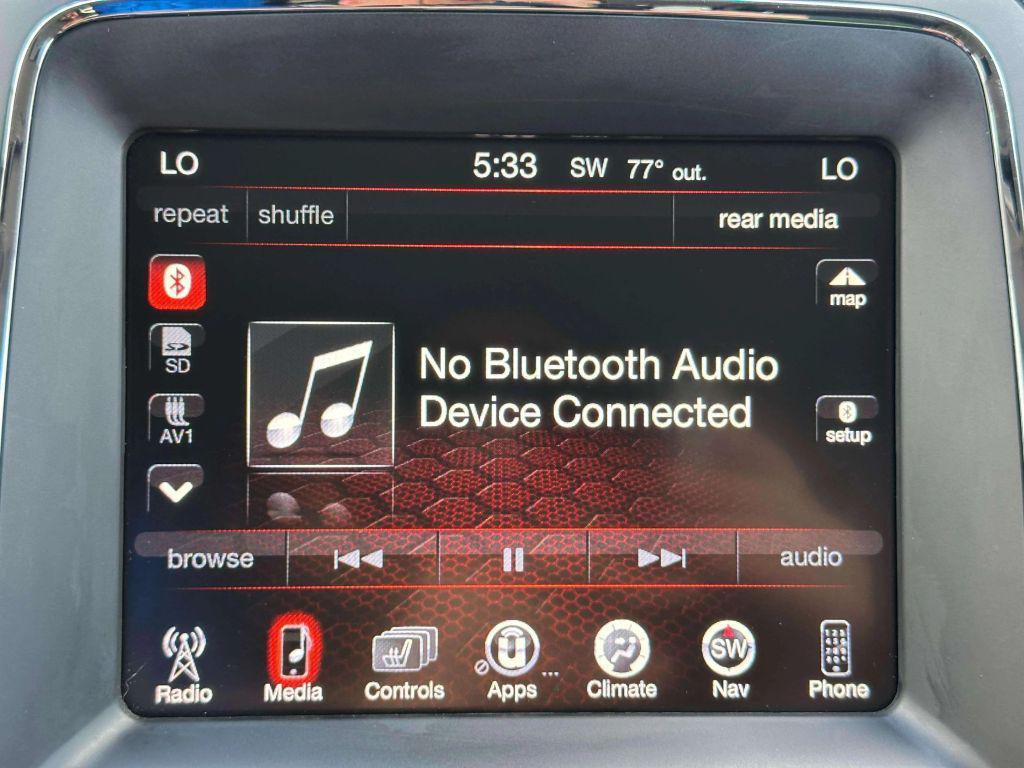 LO 5:33 SW 77° out. LO
repeat shuffle rear media
map
SD
No Bluetooth Audio
Device Connected
AV1
setup
browse audio
SW
Radio Media Controls Apps Climate Nav Phone